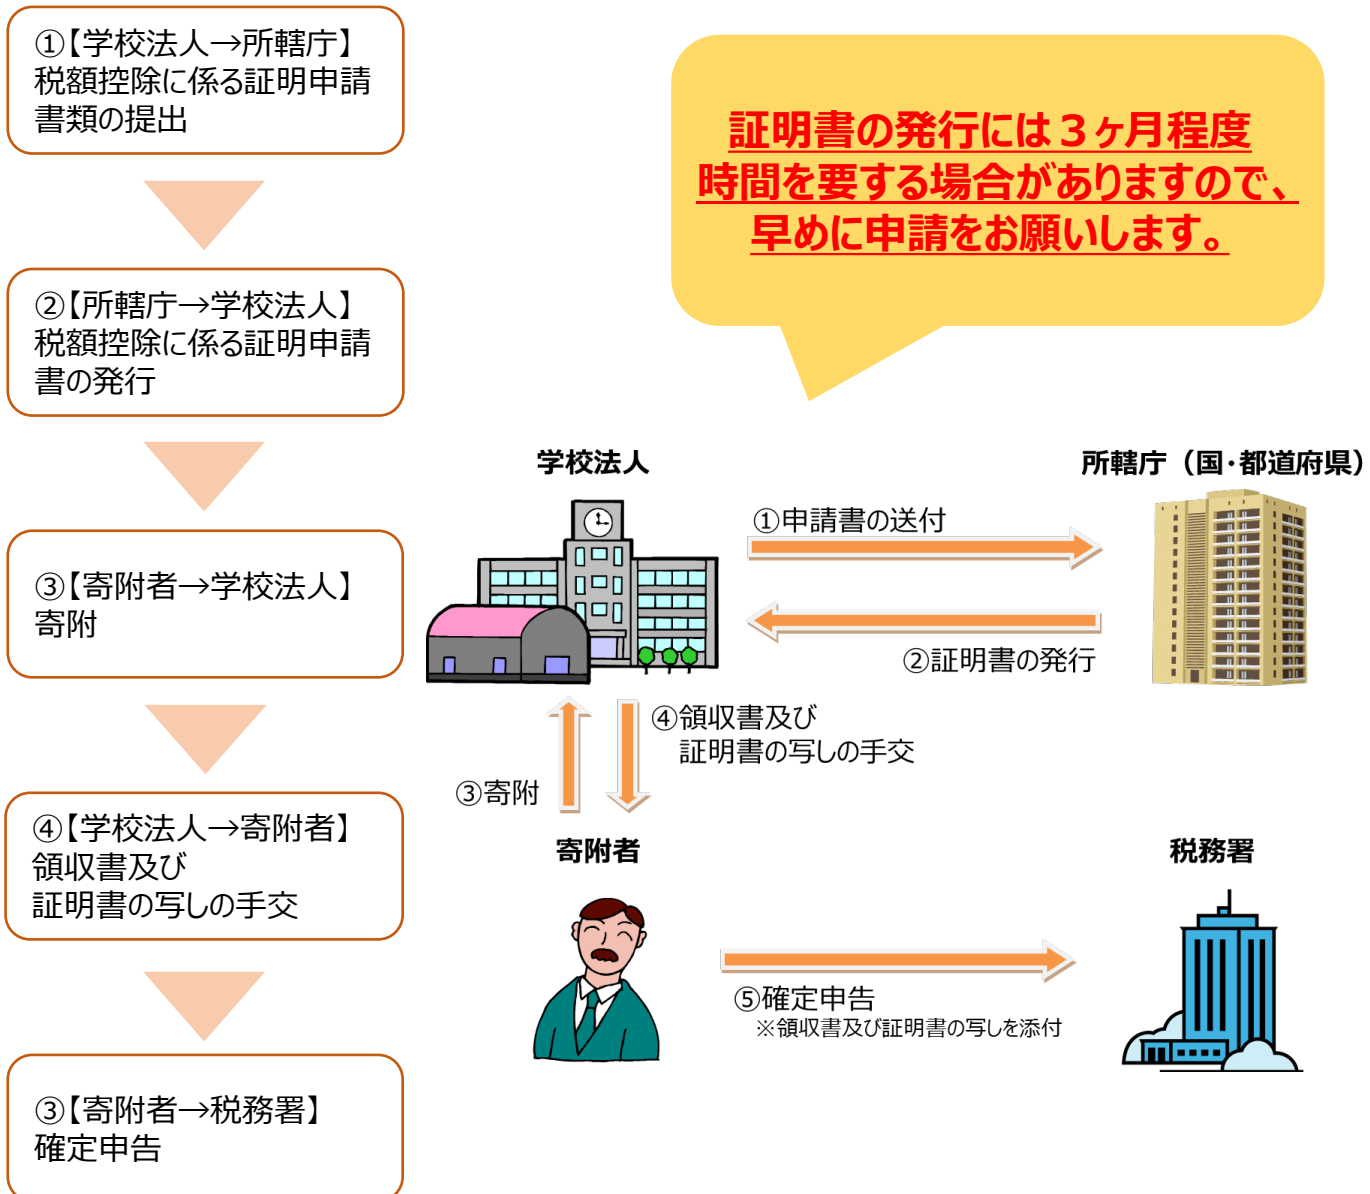 ①【学校法人→所轄庁】
税額控除に係る証明申請
書類の提出
②【所轄庁→学校法人】
税額控除に係る証明申請
書の発行
③【寄附者→学校法人】
寄附
④【学校法人→寄附者】
領収書及び
証明書の写しの手交
③【寄附者→税務署】
確定申告
証明書の発行には３ヶ月程度
時間を要する場合がありますので、
早めに申請をお願いします。
学校法人
所轄庁（国・都道府県）
①申請書の送付
②証明書の発行
④領収書及び
証明書の写しの手交
③寄附
寄附者
税務署
⑤確定申告
※領収書及び証明書の写しを添付